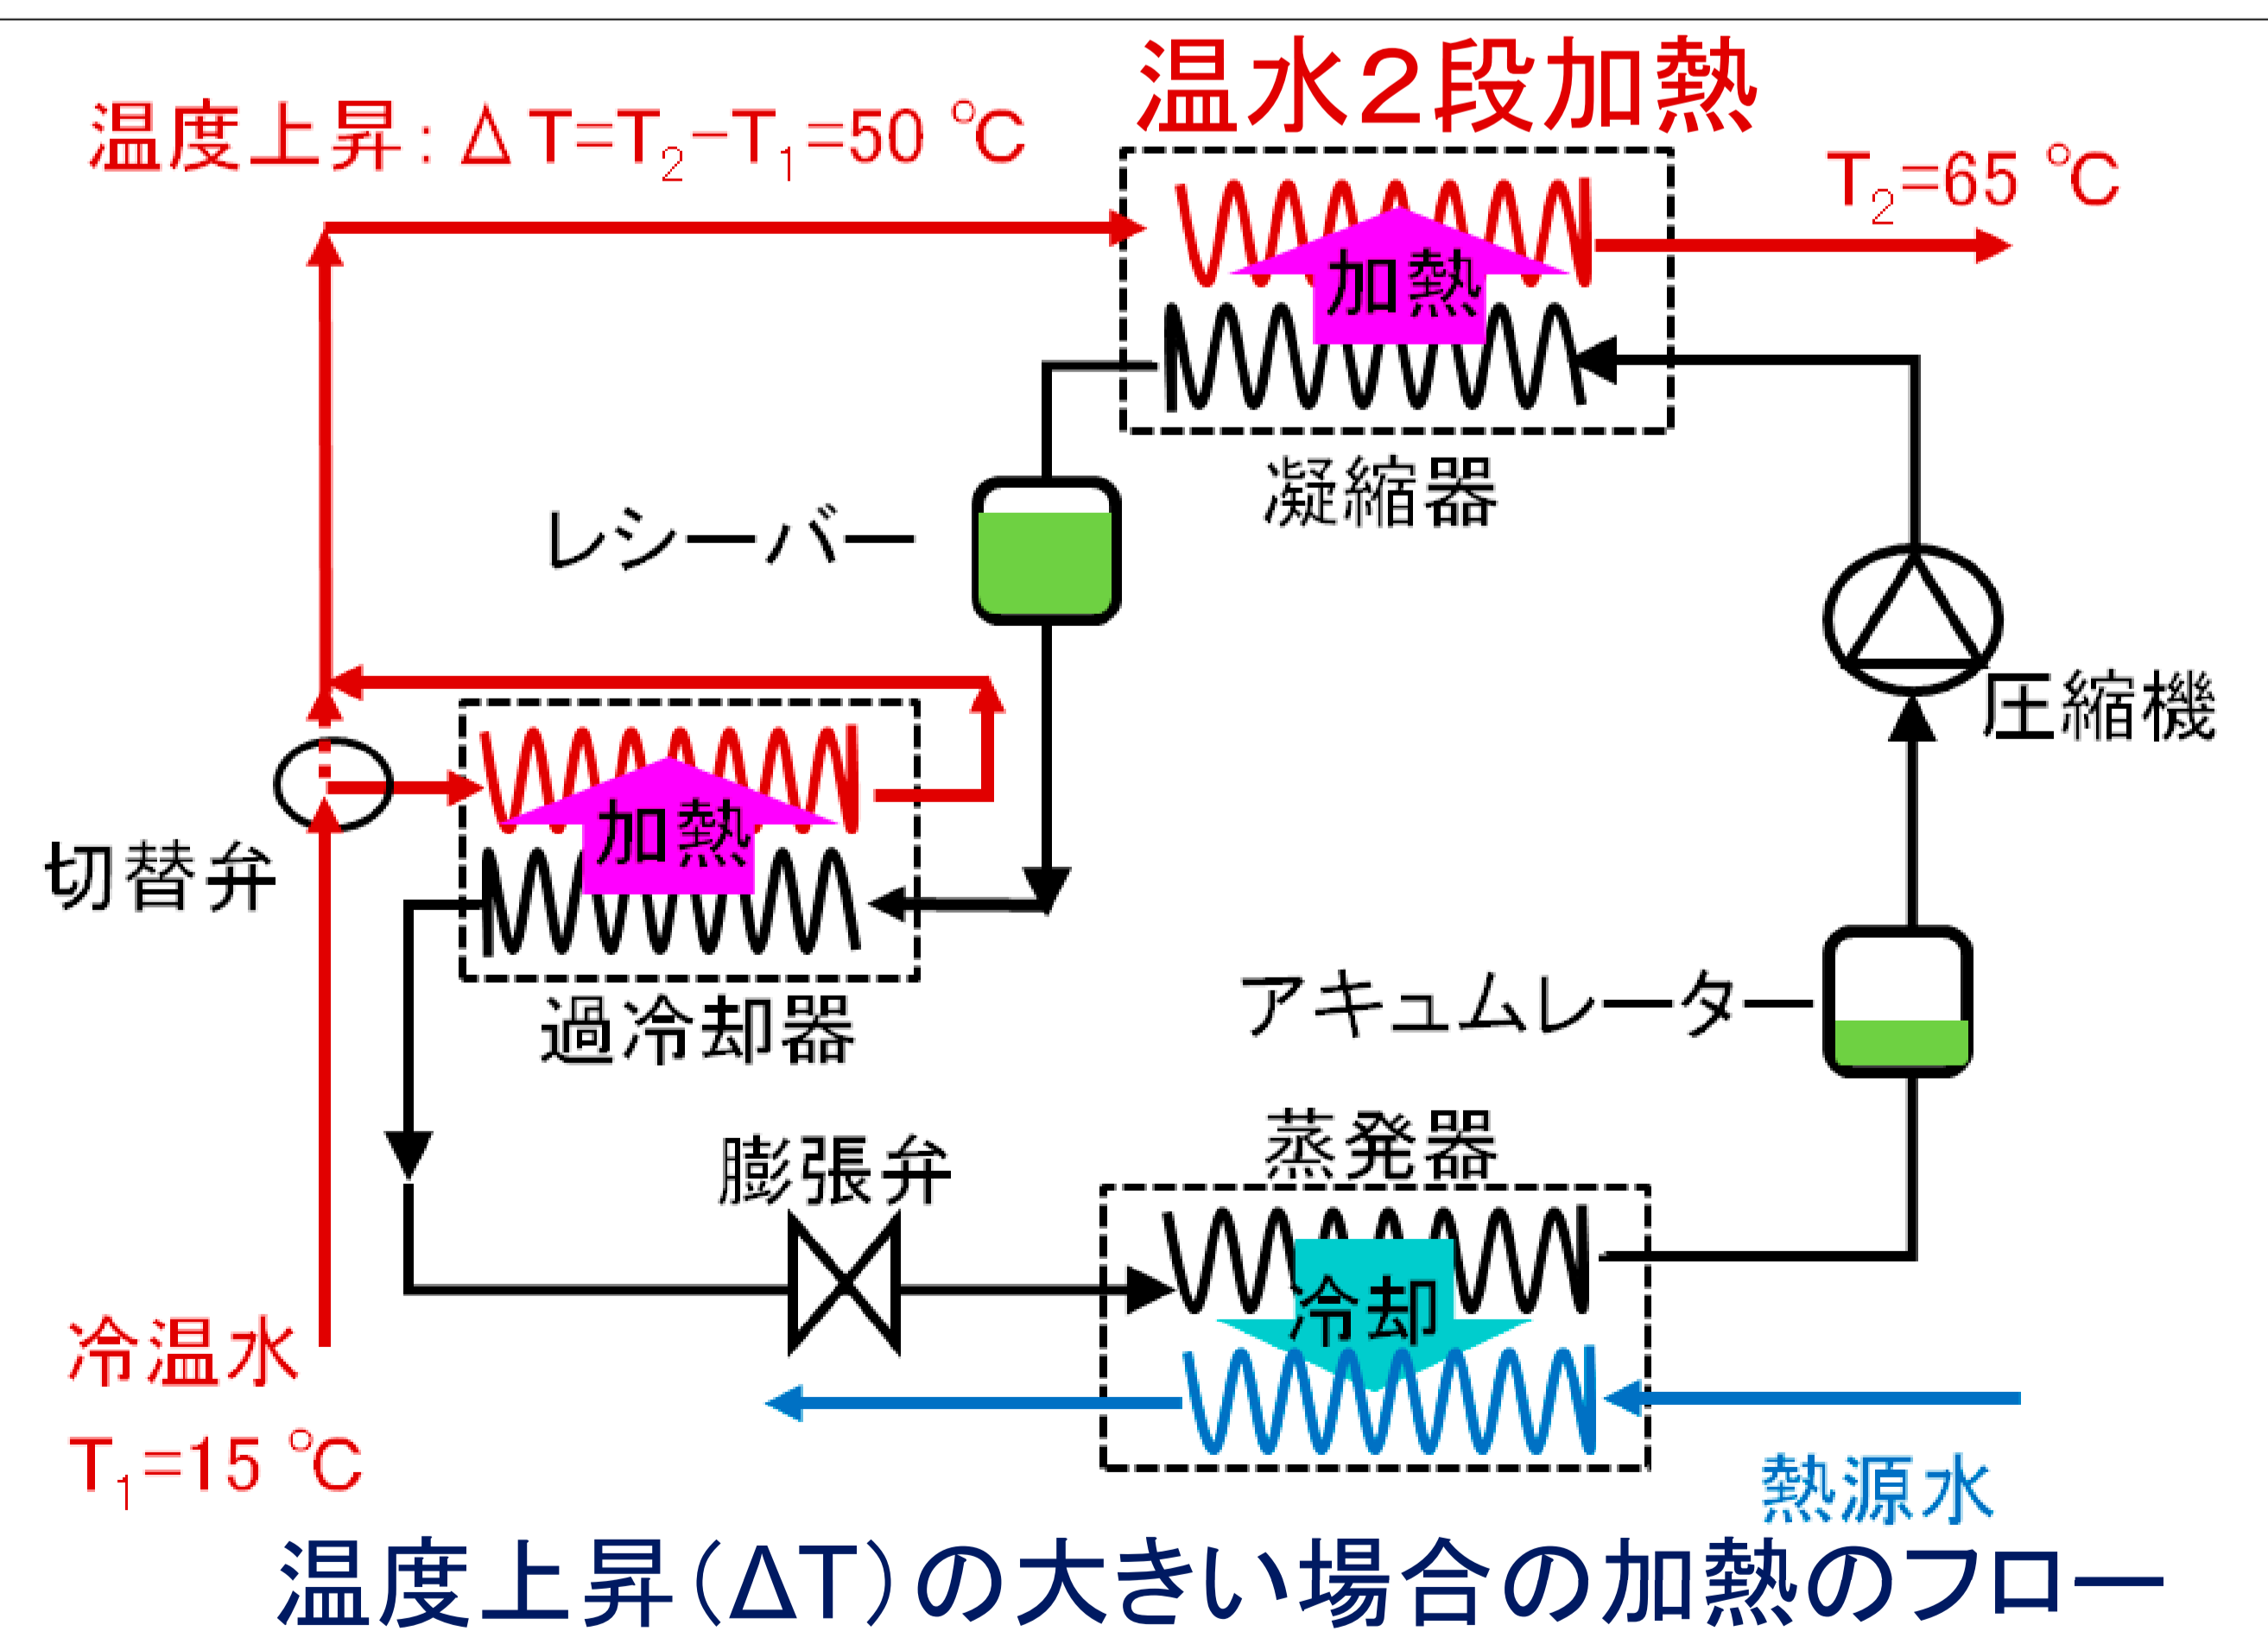 温水２段加熱
温度上昇：ΔT=T₂−T₁=50 ℃
T₂=65 ℃
加熱
凝縮器
レシーバー
圧縮機
加熱
切替弁
過冷却器
アキュムレーター
蒸発器
膨張弁
冷却
冷温水
T₁=15 ℃
熱源水
温度上昇（ΔT）の大きい場合の加熱のフロー